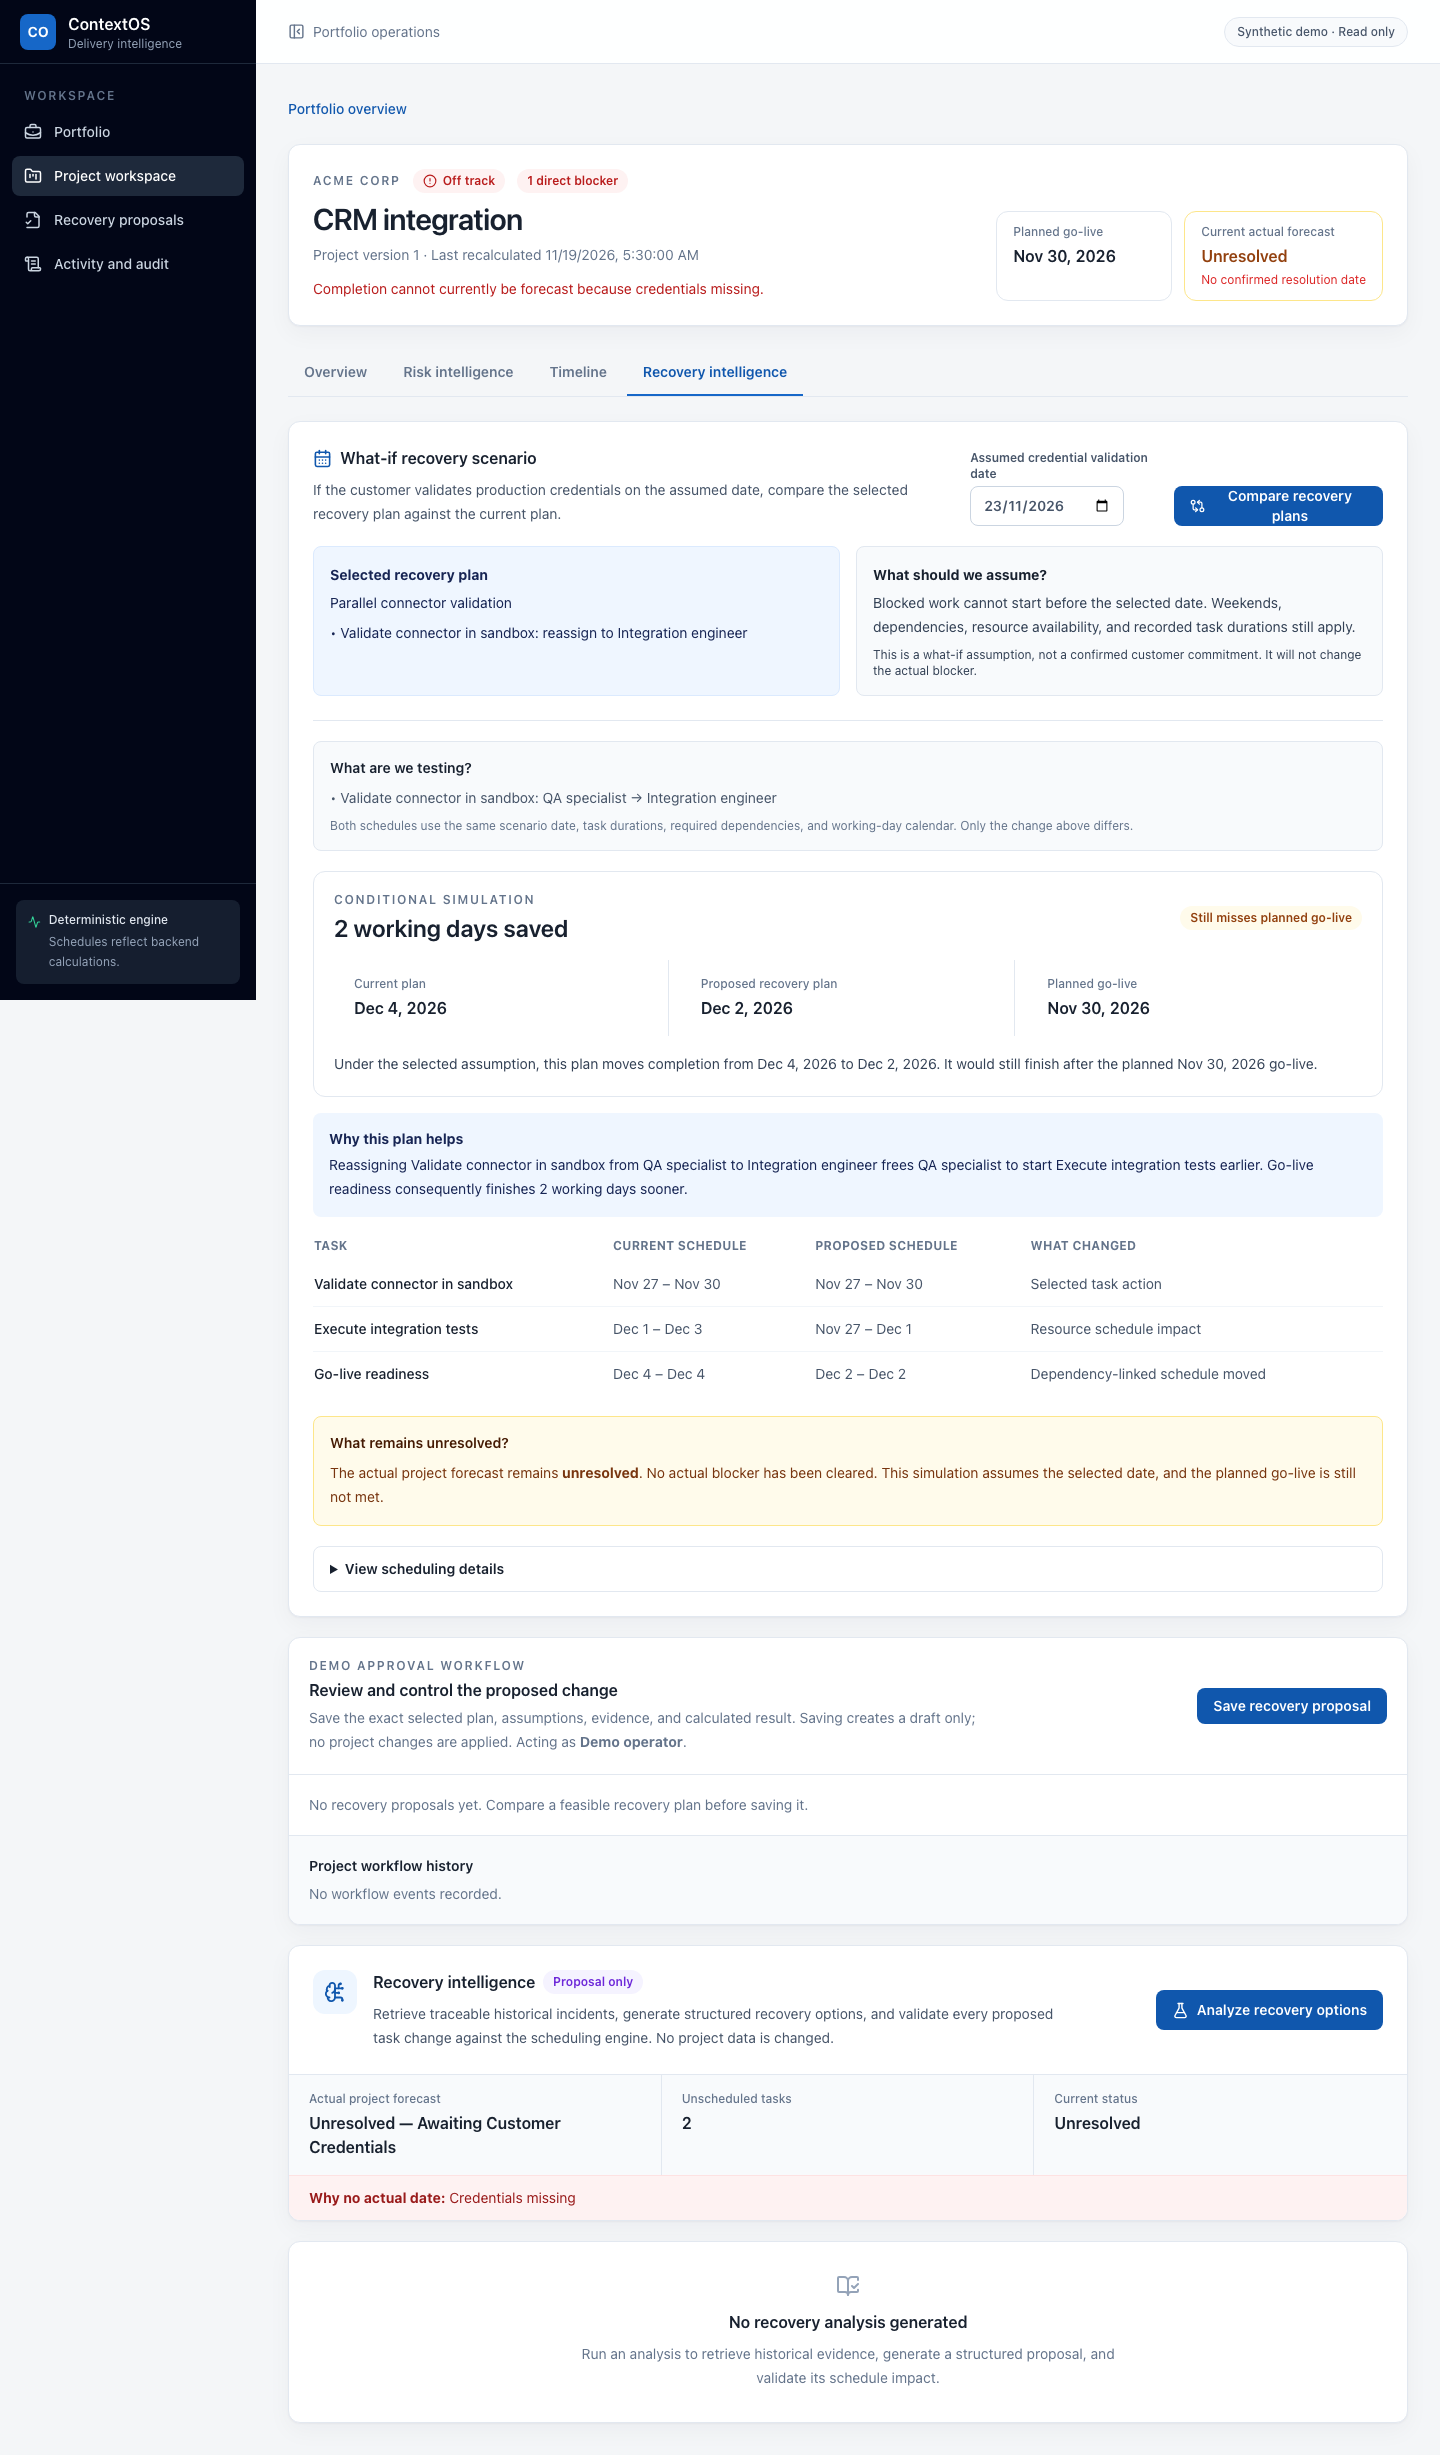 CO
ContextOS
Delivery intelligence
WORKSPACE
Portfolio
Project workspace
Recovery proposals
Activity and audit
Deterministic engine
Schedules reflect backend
calculations.
Portfolio operations
Synthetic demo · Read only
Portfolio overview
ACME CORP
Off track
1 direct blocker
CRM integration
Project version 1 · Last recalculated 11/19/2026, 5:30:00 AM
Completion cannot currently be forecast because credentials missing.
Planned go-live
Nov 30, 2026
Current actual forecast
Unresolved
No confirmed resolution date
Overview
Risk intelligence
Timeline
Recovery intelligence
What-if recovery scenario
If the customer validates production credentials on the assumed date, compare the selected
recovery plan against the current plan.
Assumed credential validation
date
23/11/2026
Compare recovery
plans
Selected recovery plan
Parallel connector validation
• Validate connector in sandbox: reassign to Integration engineer
What should we assume?
Blocked work cannot start before the selected date. Weekends,
dependencies, resource availability, and recorded task durations still apply.
This is a what-if assumption, not a confirmed customer commitment. It will not change
the actual blocker.
What are we testing?
• Validate connector in sandbox: QA specialist → Integration engineer
Both schedules use the same scenario date, task durations, required dependencies, and working-day calendar. Only the change above differs.
CONDITIONAL SIMULATION
2 working days saved
Still misses planned go-live
Current plan
Dec 4, 2026
Proposed recovery plan
Dec 2, 2026
Planned go-live
Nov 30, 2026
Under the selected assumption, this plan moves completion from Dec 4, 2026 to Dec 2, 2026. It would still finish after the planned Nov 30, 2026 go-live.
Why this plan helps
Reassigning Validate connector in sandbox from QA specialist to Integration engineer frees QA specialist to start Execute integration tests earlier. Go-live
readiness consequently finishes 2 working days sooner.
TASK CURRENT SCHEDULE PROPOSED SCHEDULE WHAT CHANGED
Validate connector in sandbox Nov 27 – Nov 30 Nov 27 – Nov 30 Selected task action
Execute integration tests Dec 1 – Dec 3 Nov 27 – Dec 1 Resource schedule impact
Go-live readiness Dec 4 – Dec 4 Dec 2 – Dec 2 Dependency-linked schedule moved
What remains unresolved?
The actual project forecast remains unresolved. No actual blocker has been cleared. This simulation assumes the selected date, and the planned go-live is still
not met.
View scheduling details
DEMO APPROVAL WORKFLOW
Review and control the proposed change
Save the exact selected plan, assumptions, evidence, and calculated result. Saving creates a draft only;
no project changes are applied. Acting as Demo operator.
Save recovery proposal
No recovery proposals yet. Compare a feasible recovery plan before saving it.
Project workflow history
No workflow events recorded.
Recovery intelligence
Proposal only
Retrieve traceable historical incidents, generate structured recovery options, and validate every proposed
task change against the scheduling engine. No project data is changed.
Analyze recovery options
Actual project forecast
Unresolved — Awaiting Customer
Credentials
Unscheduled tasks
2
Current status
Unresolved
Why no actual date: Credentials missing
No recovery analysis generated
Run an analysis to retrieve historical evidence, generate a structured proposal, and
validate its schedule impact.